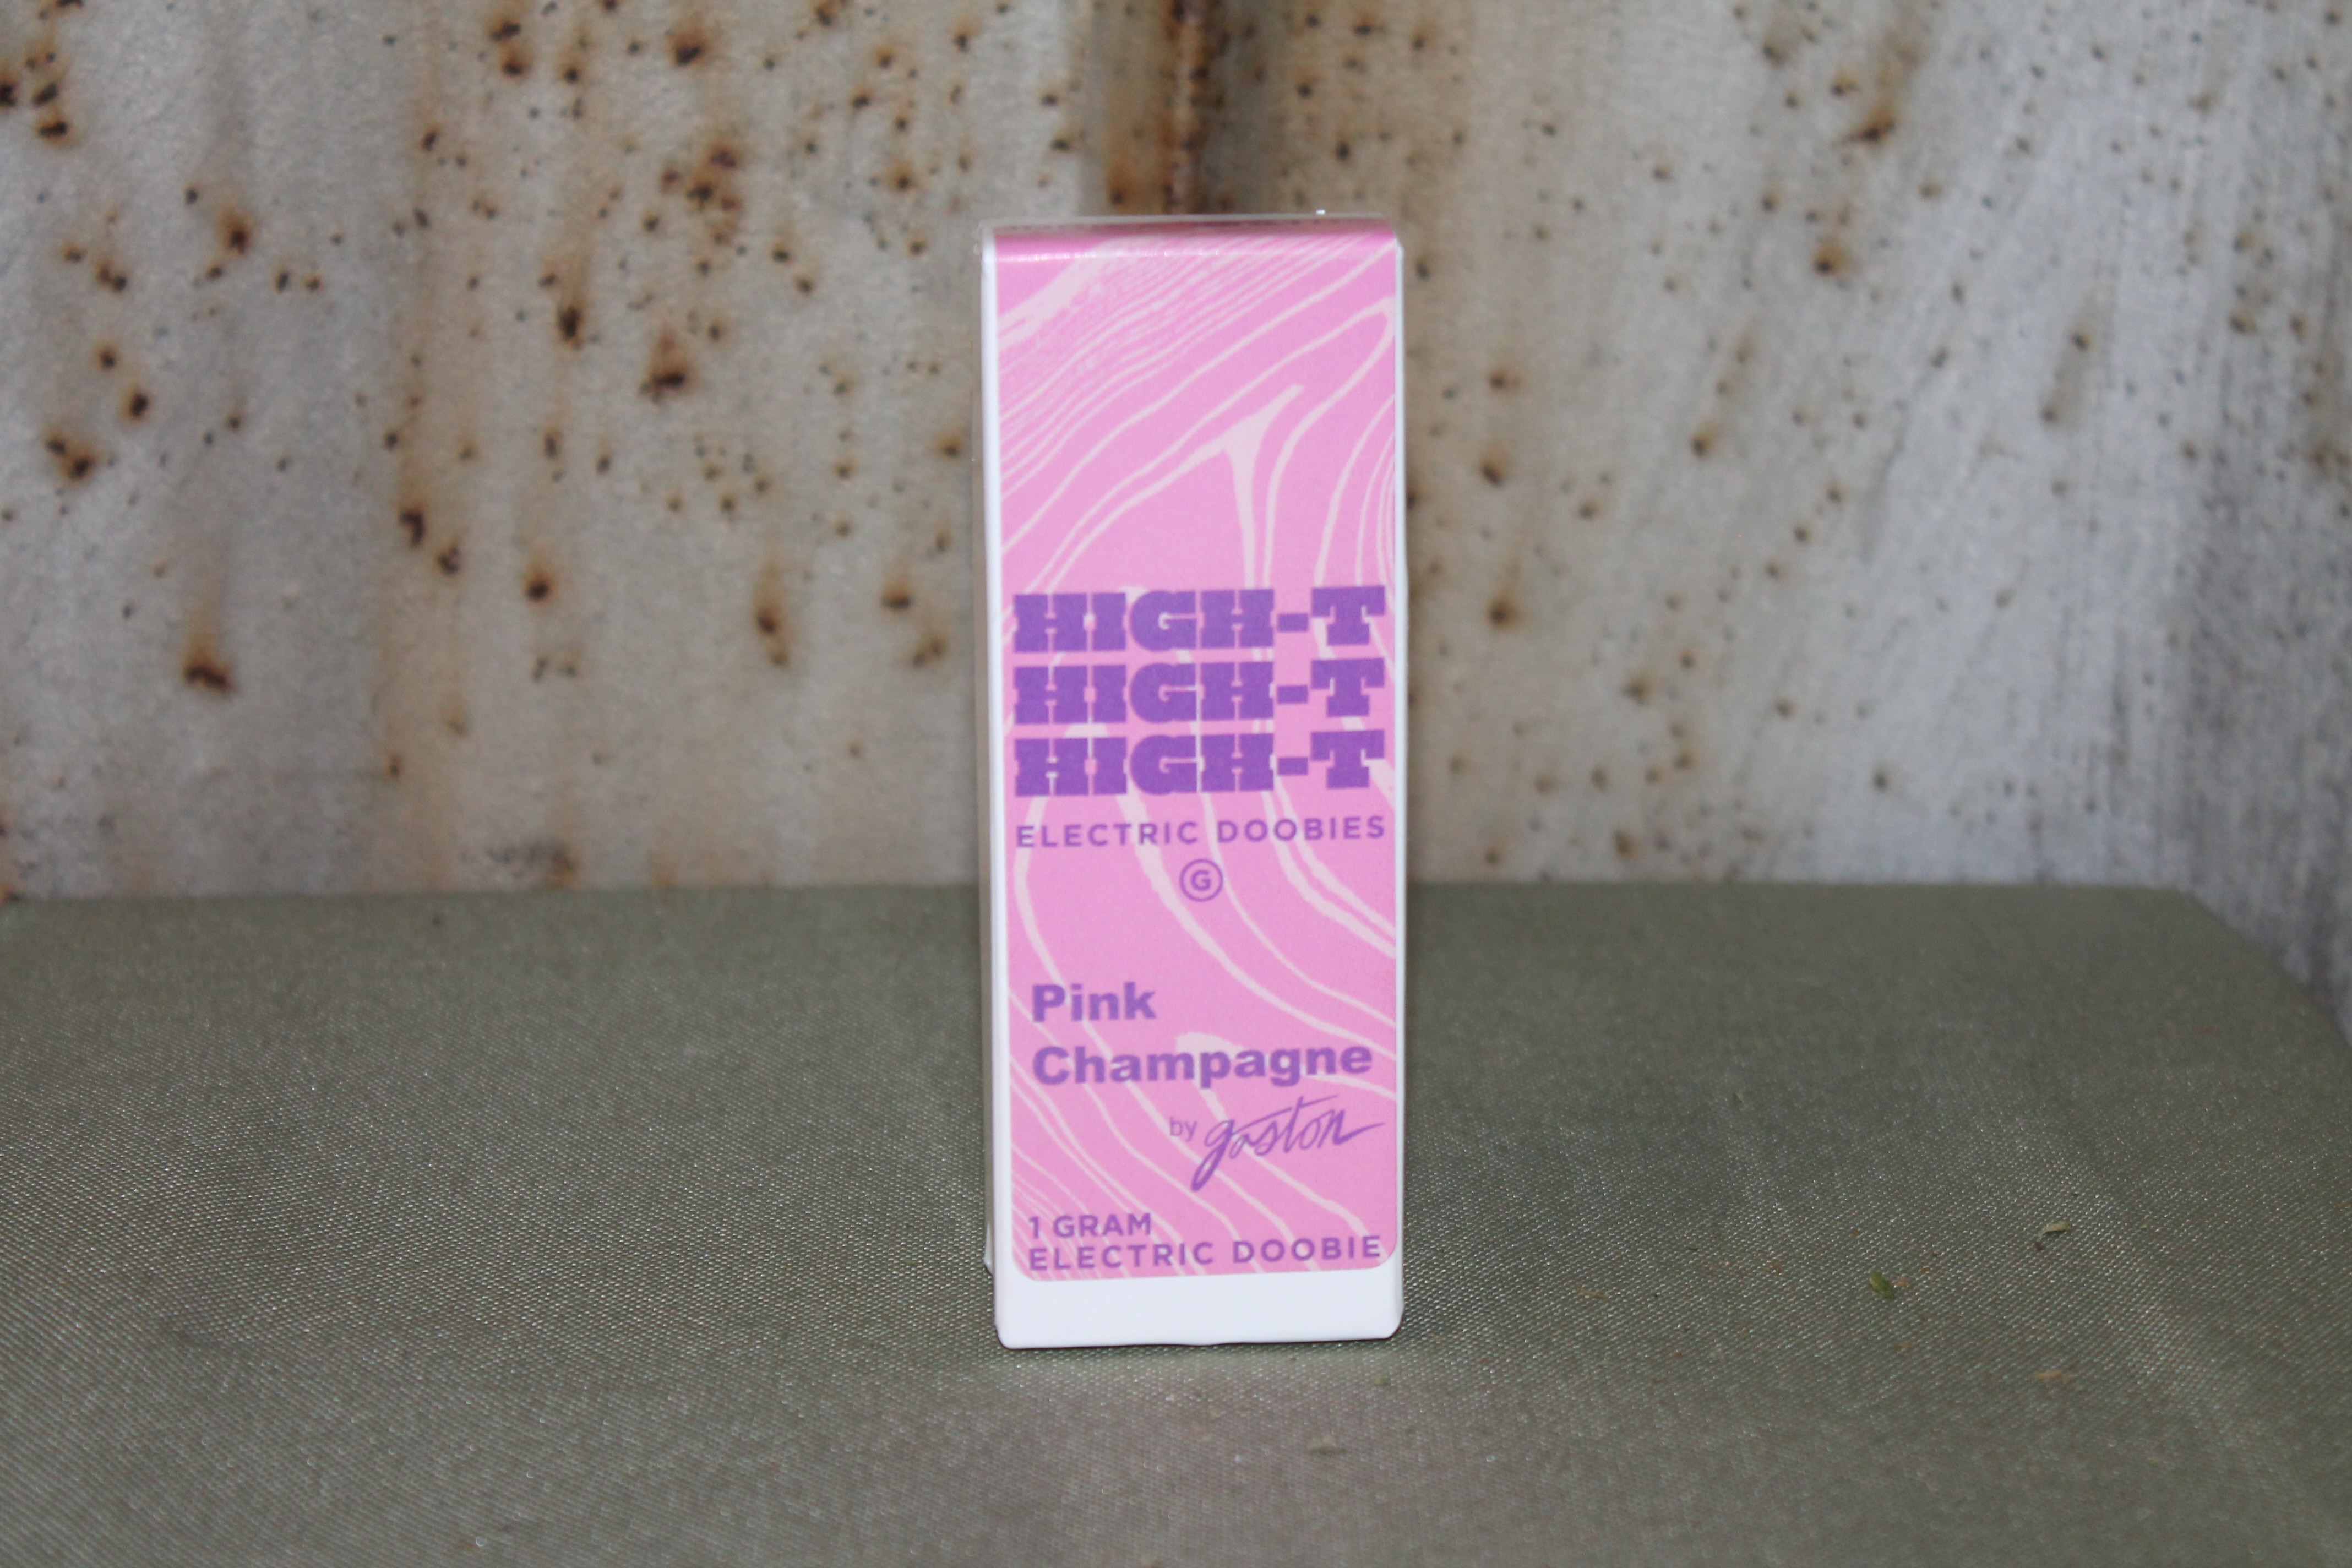 HIGH-T
HIGH-T
HIGH-T
ELECTRIC DOOBIES
G
Pink
Champagne
by gaston
1 GRAM
ELECTRIC DOOBIE